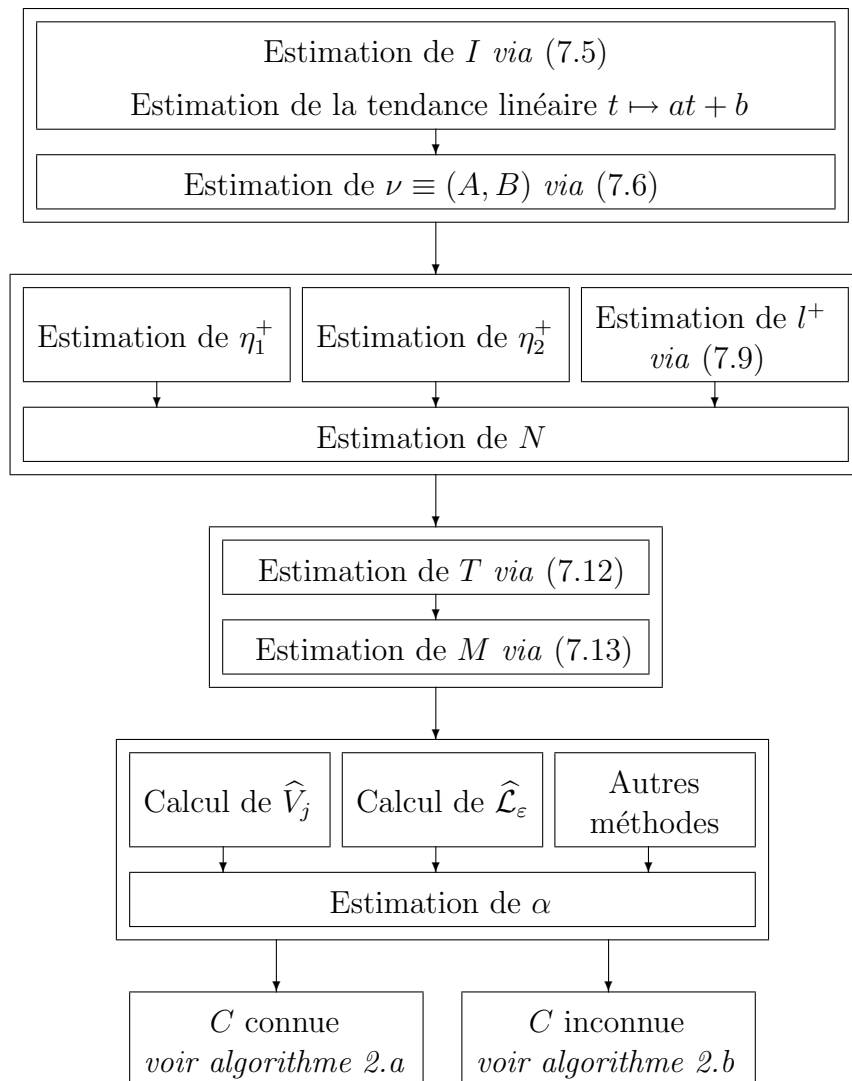 Estimation de I via (7.5)
Estimation de la tendance linéaire t ↦ at + b
Estimation de ν ≡ (A, B) via (7.6)
Estimation de η₁⁺
Estimation de η₂⁺
Estimation de l⁺
via (7.9)
Estimation de N
Estimation de T via (7.12)
Estimation de M via (7.13)
Calcul de V̂ⱼ
Calcul de ℒ̂_ε
Autres
méthodes
Estimation de α
C connue
voir algorithme 2.a
C inconnue
voir algorithme 2.b